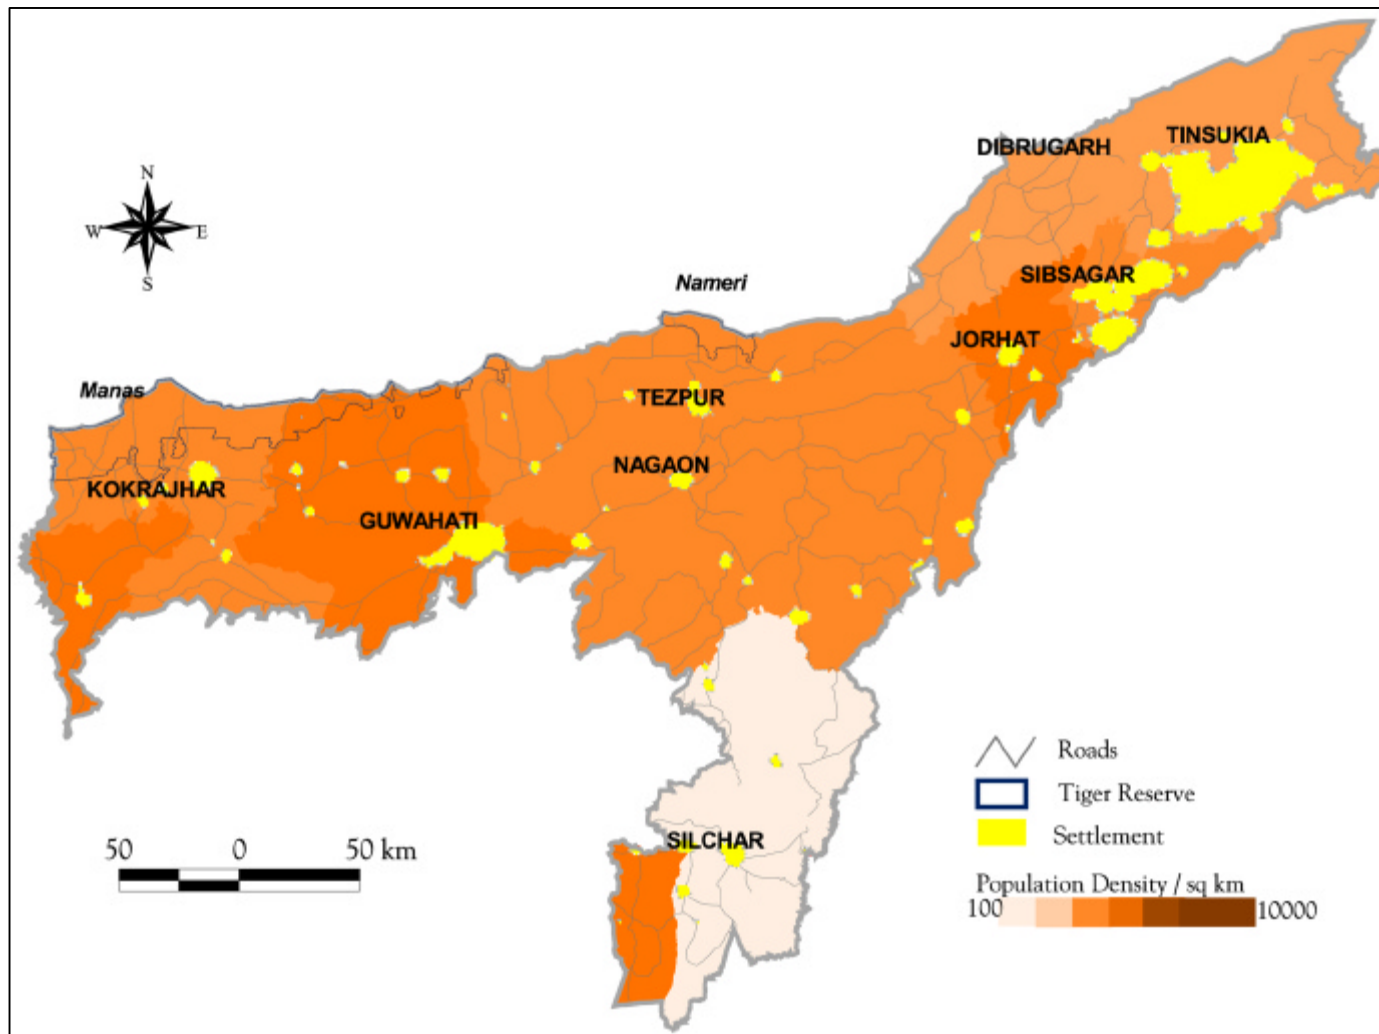 TINSUKIA
DIBRUGARH
N
W E
S
SIBSAGAR
Nameri
JORHAT
Manas
TEZPUR
NAGAON
KOKRAJHAR
GUWAHATI
Roads
Tiger Reserve
Settlement
SILCHAR
50 0 50 km
Population Density / sq km
100 10000